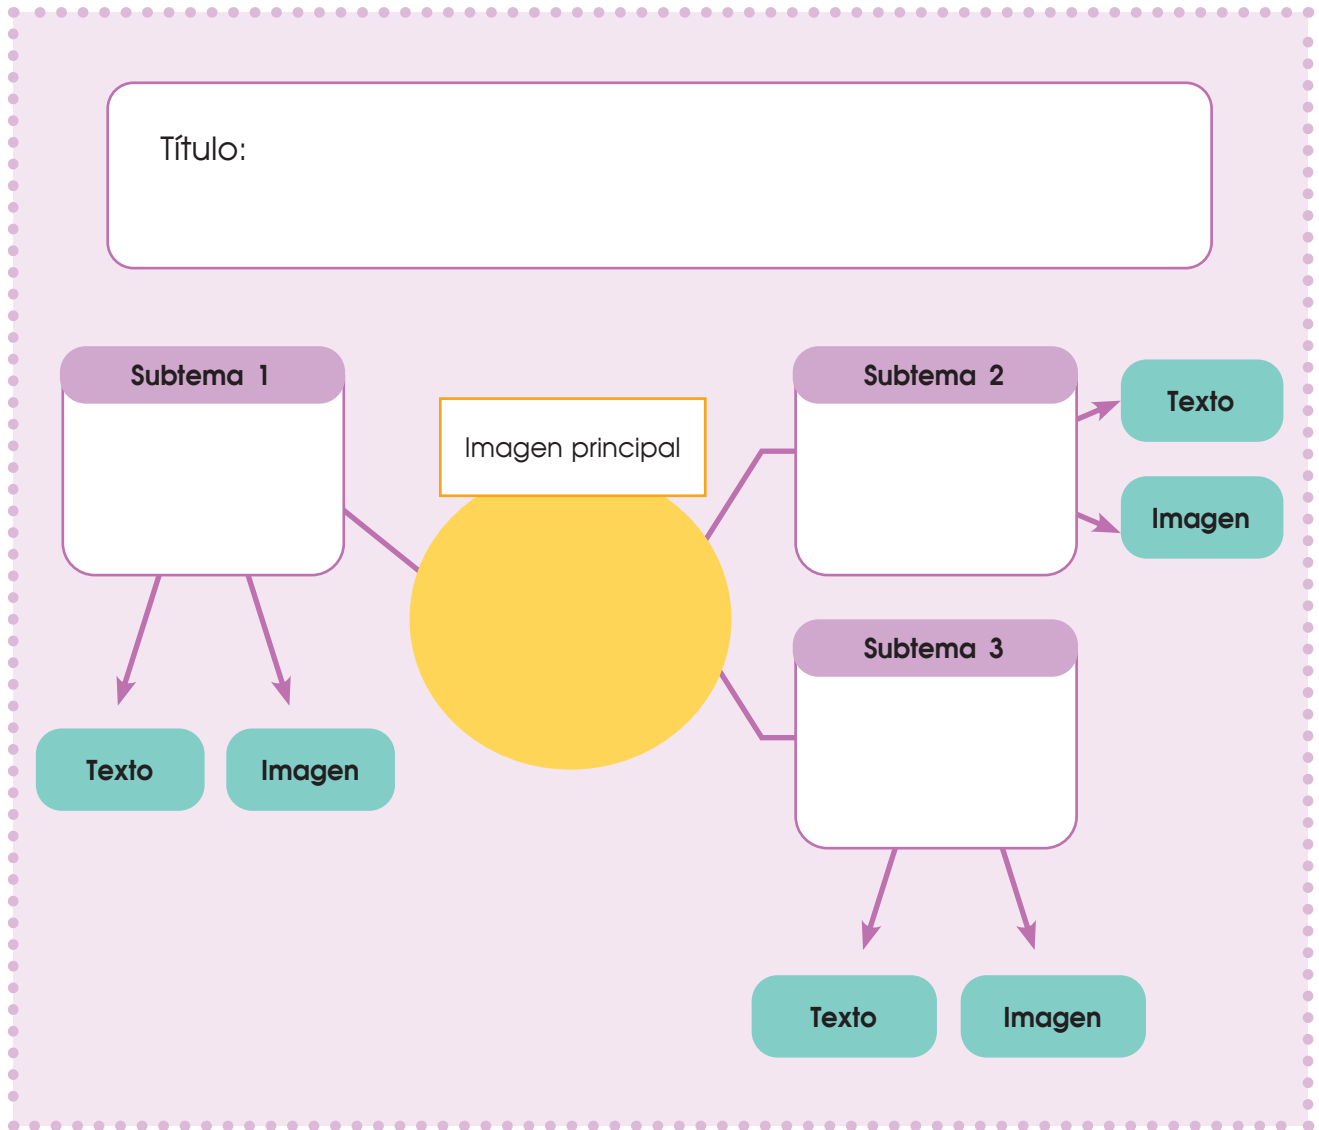 Título:
Subtema 1
Imagen principal
Subtema 2
Texto
Imagen
Subtema 3
Texto
Imagen
Texto
Imagen